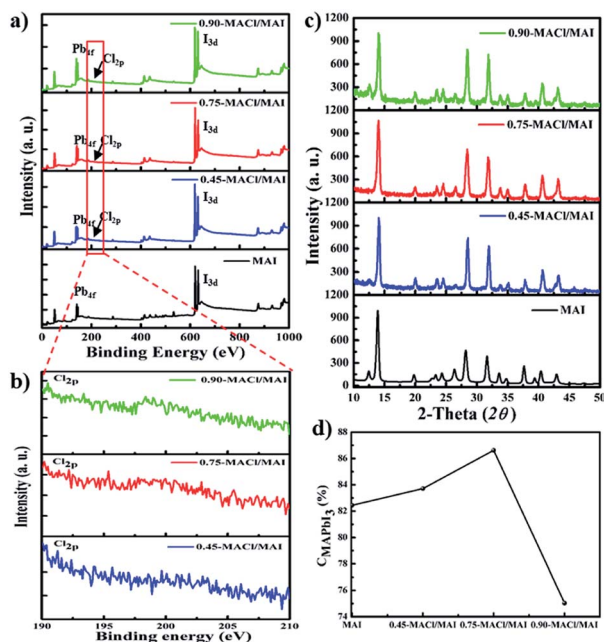 a)
Intensity (a. u.)
Pb4f
Cl2p
I3d
0.90-MACl/MAI
Pb4f
Cl2p
I3d
0.75-MACl/MAI
Pb4f
Cl2p
I3d
0.45-MACl/MAI
Pb4f
I3d
MAI
0 200 400 600 800 1000
Binding Energy (eV)
b)
Intensity (a. u.)
Cl2p
0.90-MACl/MAI
Cl2p
0.75-MACl/MAI
Cl2p
0.45-MACl/MAI
190 195 200 205 210
Binding energy (eV)
c)
Intensity (a. u.)
1200
900
600
300
0.90-MACl/MAI
1200
900
600
300
0.75-MACl/MAI
1200
900
600
300
0.45-MACl/MAI
1200
900
600
300
0
MAI
10 15 20 25 30 35 40 45 50
2-Theta (2θ)
d)
CMAPbI3 (%)
86
84
82
80
78
76
74
MAI 0.45-MACl/MAI 0.75-MACl/MAI 0.90-MACl/MAI